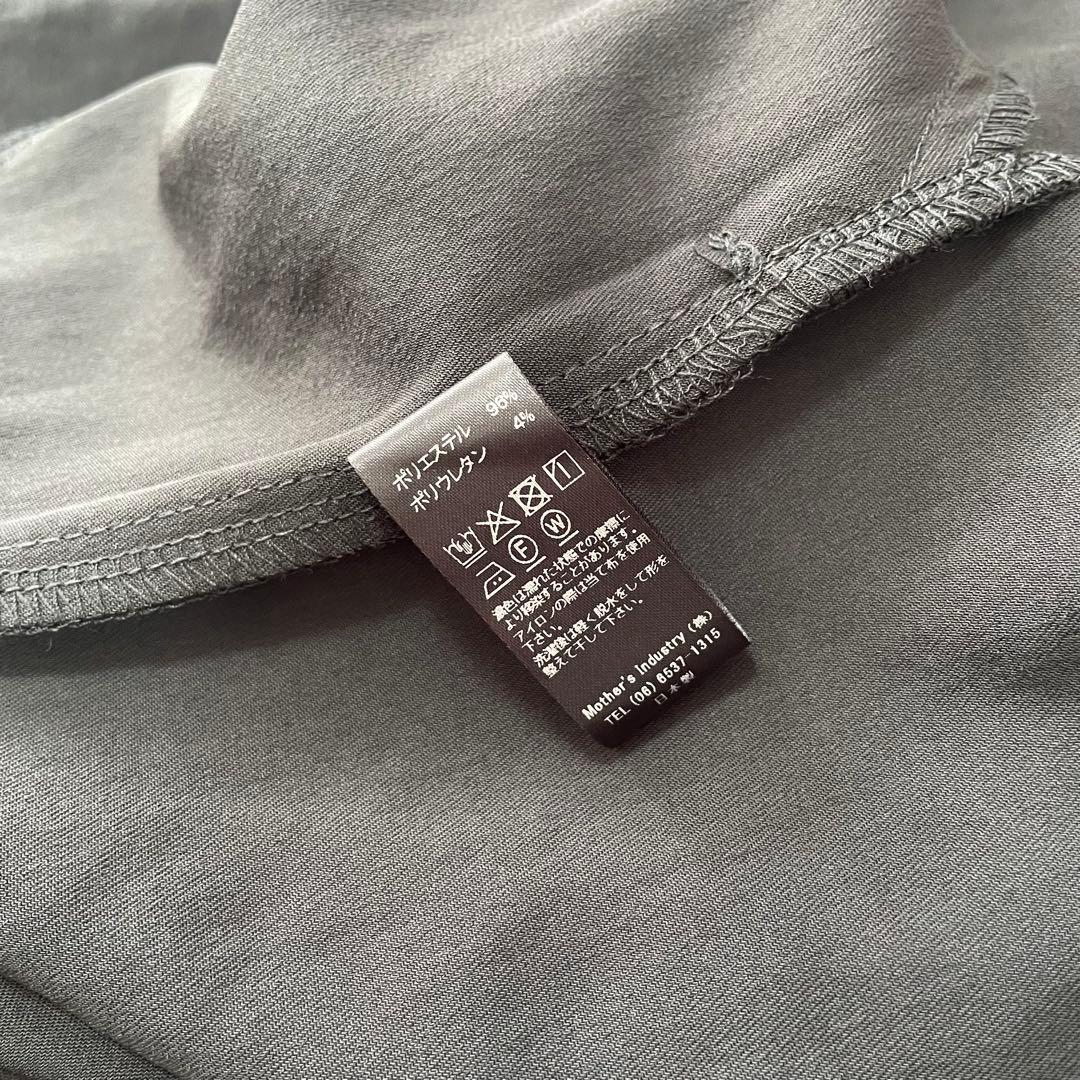 ポリエステル 96%
ポリウレタン 4%
F W
濃色は濡れた状態での摩擦に
より移染することがあります。
アイロンの際は当て布を使用
下さい。
洗濯後は軽く脱水をして形を
整えて干して下さい。
Mother's Industry (株)
TEL (06) 6537-1315
日本製